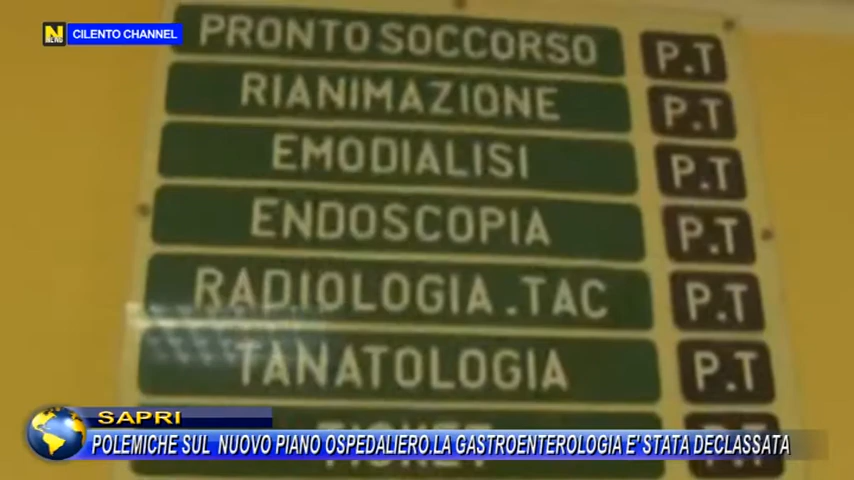 CILENTO CHANNEL
PRONTO SOCCORSO P.T
RIANIMAZIONE P.T
EMODIALISI P.T
ENDOSCOPIA P.T
RADIOLOGIA.TAC P.T
TANATOLOGIA P.T
TICKET P.T
SAPRI
POLEMICHE SUL NUOVO PIANO OSPEDALIERO.LA GASTROENTEROLOGIA E' STATA DECLASSATA